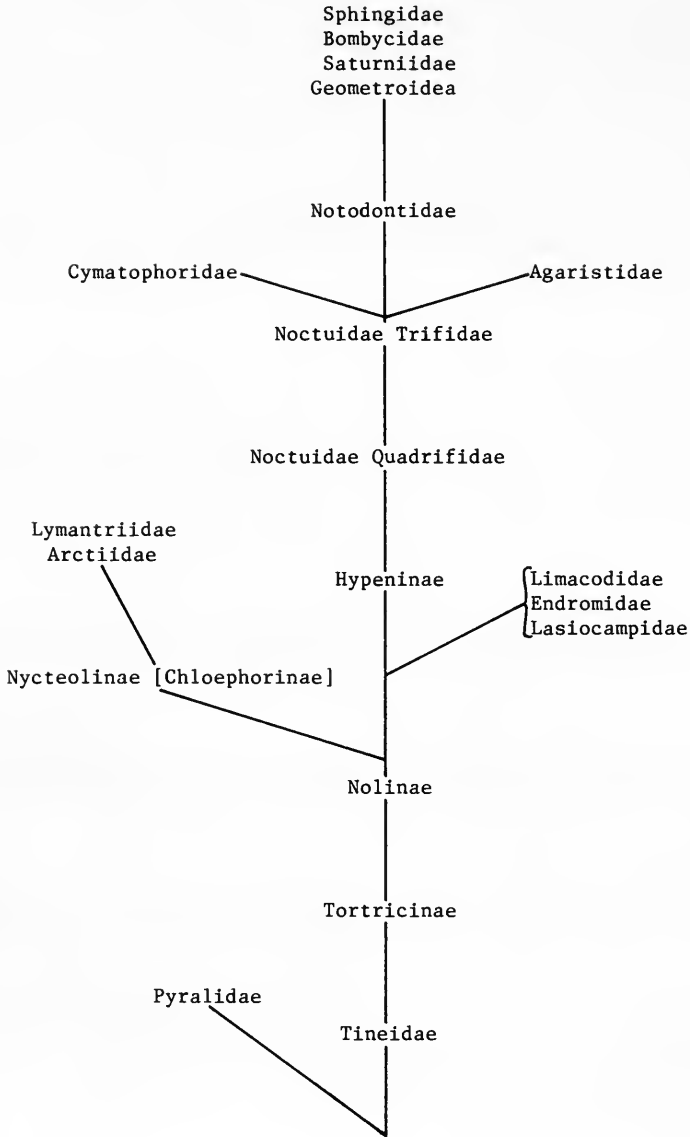 Sphingidae
Bombycidae
Saturniidae
Geometroidea
Notodontidae
Cymatophoridae
Agaristidae
Noctuidae Trifidae
Noctuidae Quadrifidae
Lymantriidae
Arctiidae
Hypeninae
Limacodidae
Endromidae
Lasiocampidae
Nycteolinae [Chloephorinae]
Nolinae
Tortricinae
Pyralidae
Tineidae